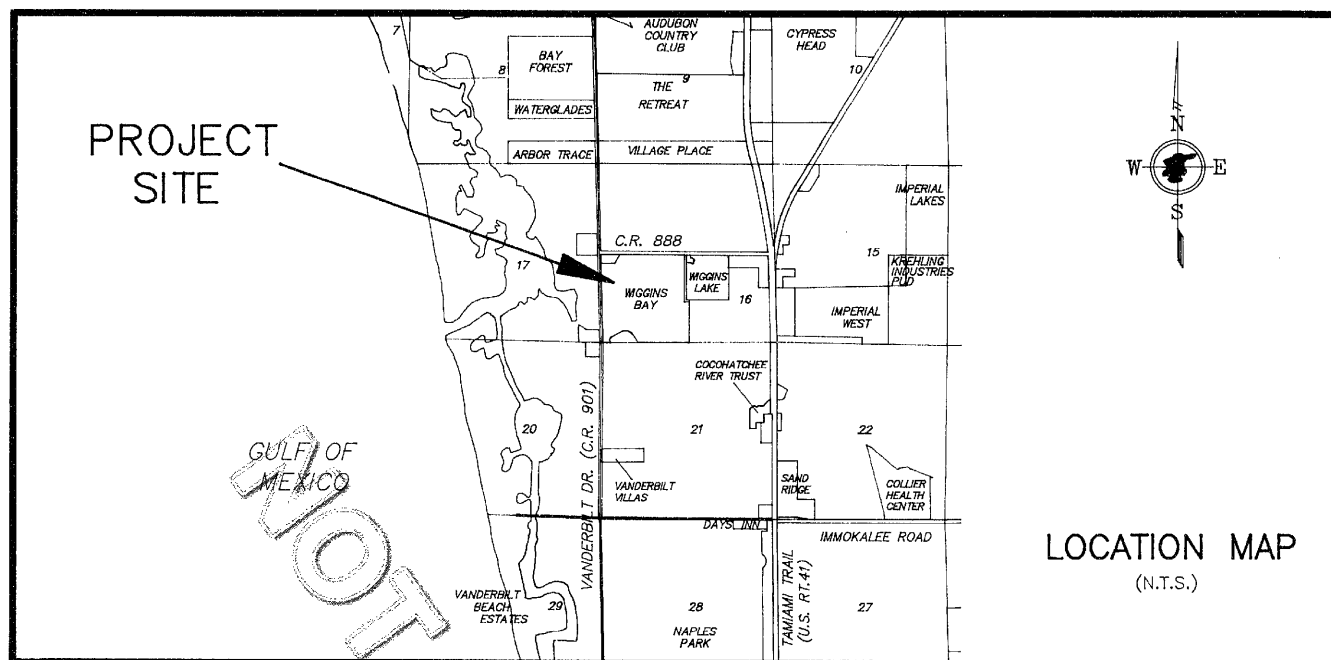 7
AUDUBON
COUNTRY
CLUB
CYPRESS
HEAD
BAY
FOREST
8
9
10
THE
RETREAT
WATERGLADES
PROJECT
SITE
ARBOR TRACE
VILLAGE PLACE
N
W
E
S
IMPERIAL
LAKES
C.R. 888
17
15
WIGGINS
BAY
WIGGINS
LAKE
16
KREHLING
INDUSTRIES
PUD
IMPERIAL
WEST
COCOHATCHEE
RIVER TRUST
VANDERBILT DR. (C.R. 901)
20
21
22
GULF OF
MEXICO
NOT
VANDERBILT
VILLAS
SAND
RIDGE
COLLIER
HEALTH
CENTER
DAYS INN
IMMOKALEE ROAD
LOCATION MAP
(N.T.S.)
VANDERBILT
BEACH
ESTATES
29
28
27
NAPLES
PARK
TAMIAMI TRAIL
(U.S. RT.41)